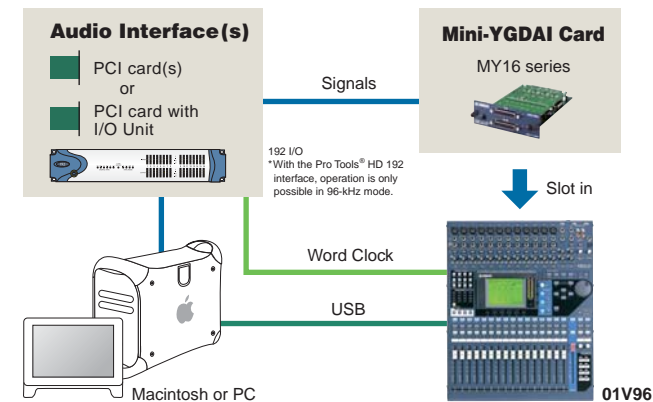 Audio Interface(s)
PCI card(s)
or
PCI card with
I/O Unit
192 I/O
*With the Pro Tools® HD 192
interface, operation is only
possible in 96-kHz mode.
Signals
Mini-YGDAI Card
MY16 series
Slot in
Word Clock
USB
Macintosh or PC
01V96